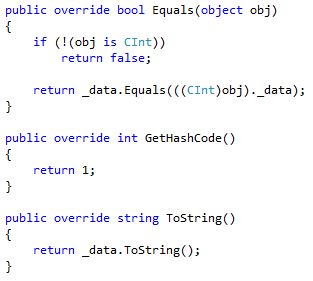 public override bool Equals(object obj)
{
    if (!(obj is CInt))
        return false;

    return _data.Equals(((CInt)obj)._data);
}

public override int GetHashCode()
{
    return 1;
}

public override string ToString()
{
    return _data.ToString();
}